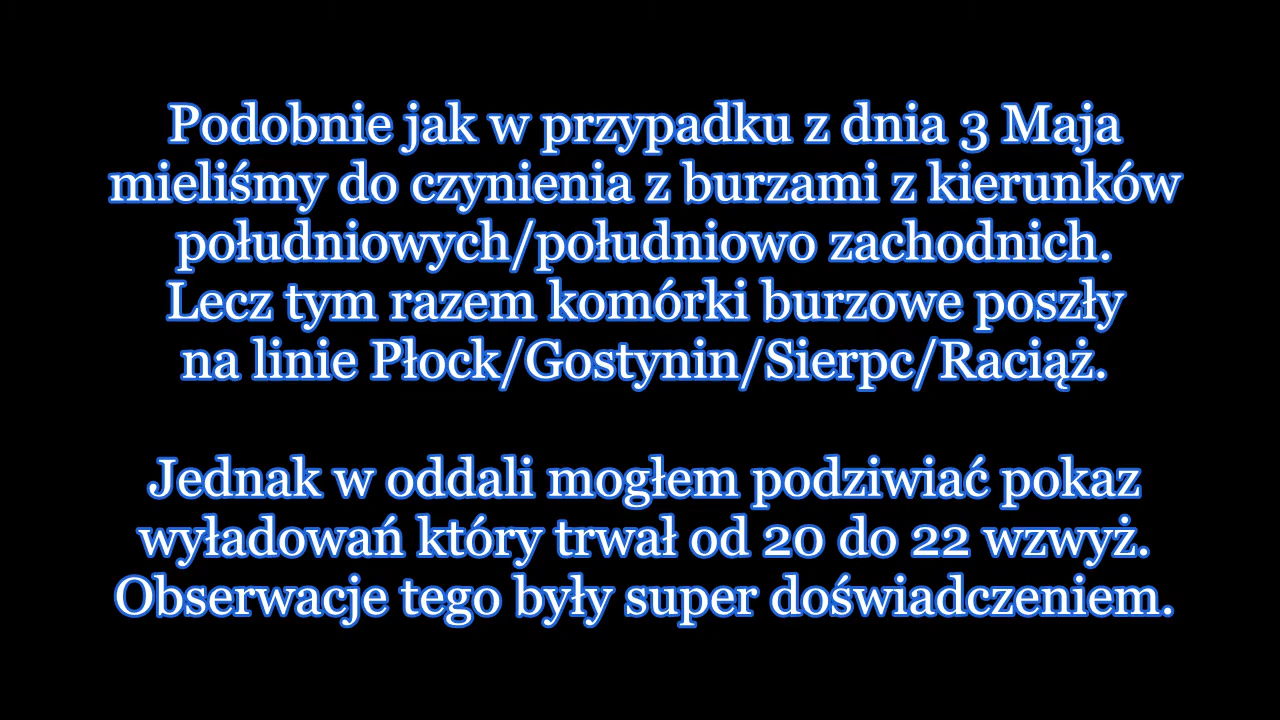 Podobnie jak w przypadku z dnia 3 Maja
mieliśmy do czynienia z burzami z kierunków
południowych/południowo zachodnich.
Lecz tym razem komórki burzowe poszły
na linie Płock/Gostynin/Sierpc/Raciąż.
Jednak w oddali mogłem podziwiać pokaz
wyładowań który trwał od 20 do 22 wzwyż.
Obserwacje tego były super doświadczeniem.